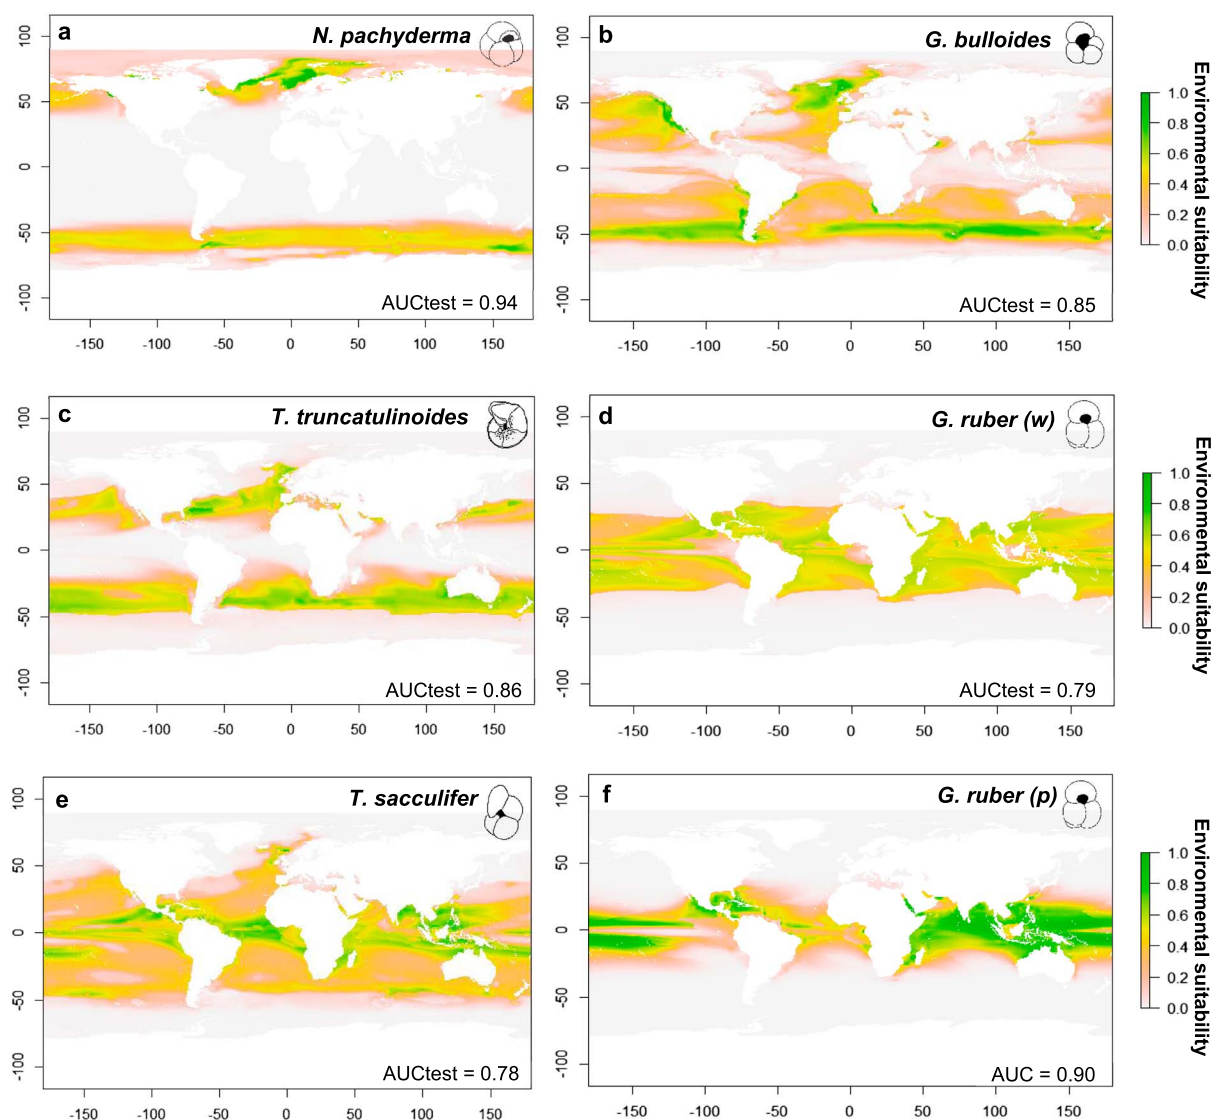 a
N. pachyderma
100
50
0
-50
-100
AUCtest = 0.94
-150 -100 -50 0 50 100 150
b
G. bulloides
100
50
0
-50
-100
AUCtest = 0.85
-150 -100 -50 0 50 100 150
1.0
0.8
0.6
0.4
0.2
0.0
Environmental suitability
c
T. truncatulinoides
100
50
0
-50
-100
AUCtest = 0.86
-150 -100 -50 0 50 100 150
d
G. ruber (w)
100
50
0
-50
-100
AUCtest = 0.79
-150 -100 -50 0 50 100 150
1.0
0.8
0.6
0.4
0.2
0.0
Environmental suitability
e
T. sacculifer
100
50
0
-50
-100
AUCtest = 0.78
-150 -100 -50 0 50 100 150
f
G. ruber (p)
100
50
0
-50
-100
AUC = 0.90
-150 -100 -50 0 50 100 150
1.0
0.8
0.6
0.4
0.2
0.0
Environmental suitability